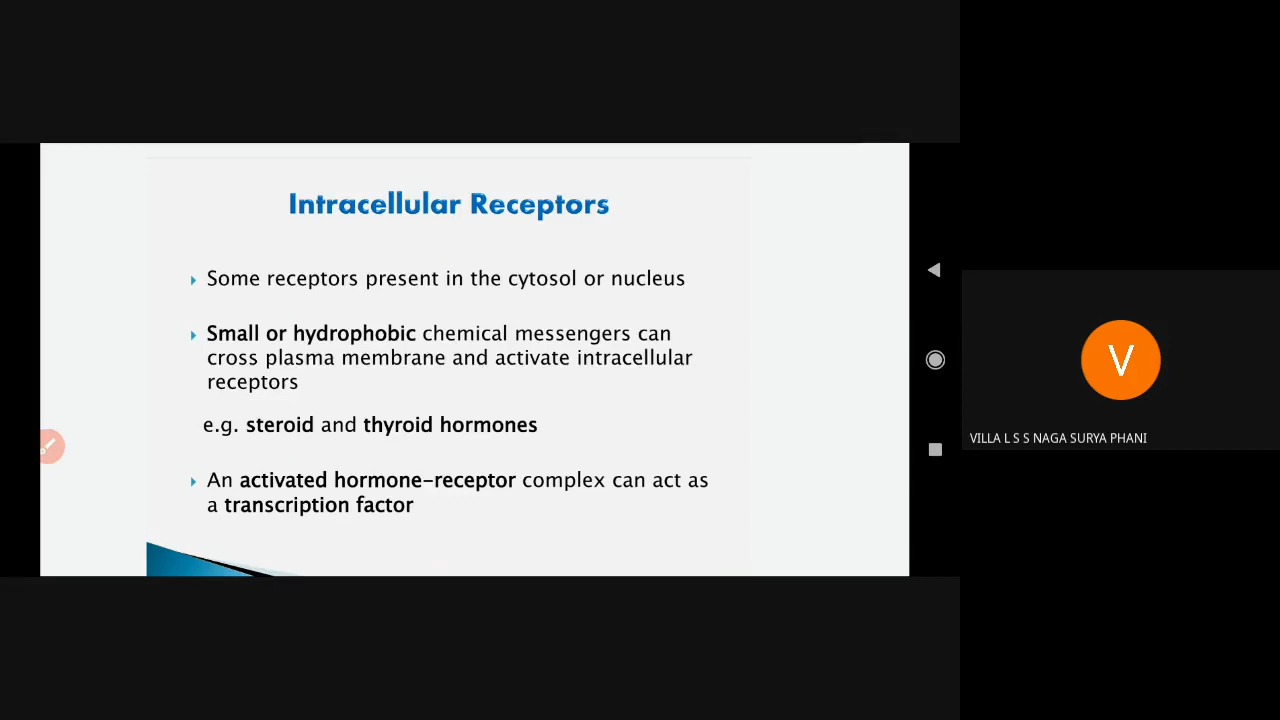 Intracellular Receptors
Some receptors present in the cytosol or nucleus
Small or hydrophobic chemical messengers can
cross plasma membrane and activate intracellular
receptors
e.g. steroid and thyroid hormones
An activated hormone-receptor complex can act as
a transcription factor
V
VILLA L S S NAGA SURYA PHANI